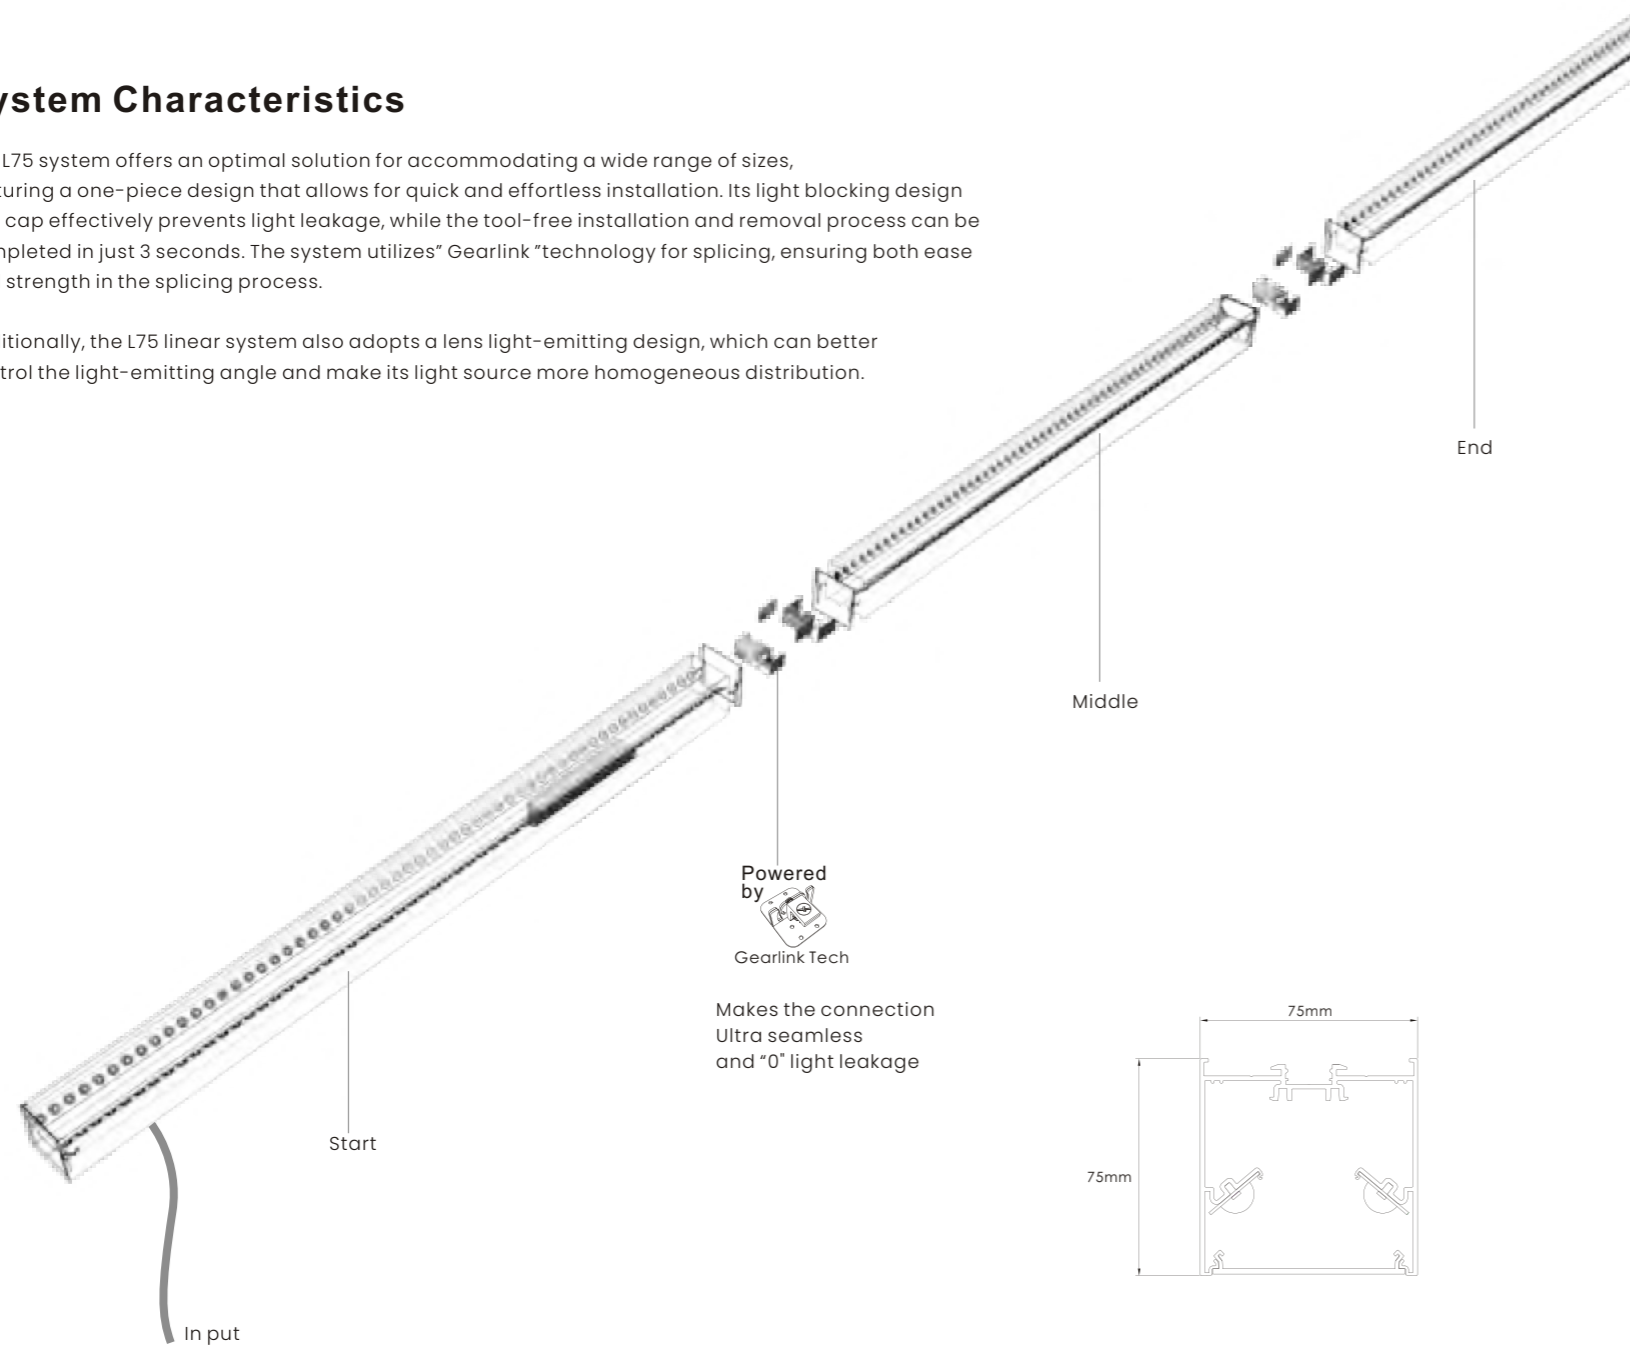 ystem Characteristics
L75 system offers an optimal solution for accommodating a wide range of sizes,
turing a one-piece design that allows for quick and effortless installation. Its light blocking design
cap effectively prevents light leakage, while the tool-free installation and removal process can be
npleted in just 3 seconds. The system utilizes” Gearlink ”technology for splicing, ensuring both ease
strength in the splicing process.
itionally, the L75 linear system also adopts a lens light-emitting design, which can better
trol the light-emitting angle and make its light source more homogeneous distribution.
End
Middle
Powered
by
Gearlink Tech
Makes the connection
Ultra seamless
and “0" light leakage
75mm
75mm
Start
In put